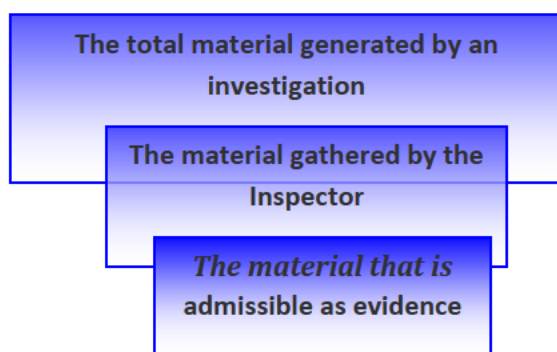 The total material generated by an
investigation
The material gathered by the
Inspector
The material that is
admissible as evidence